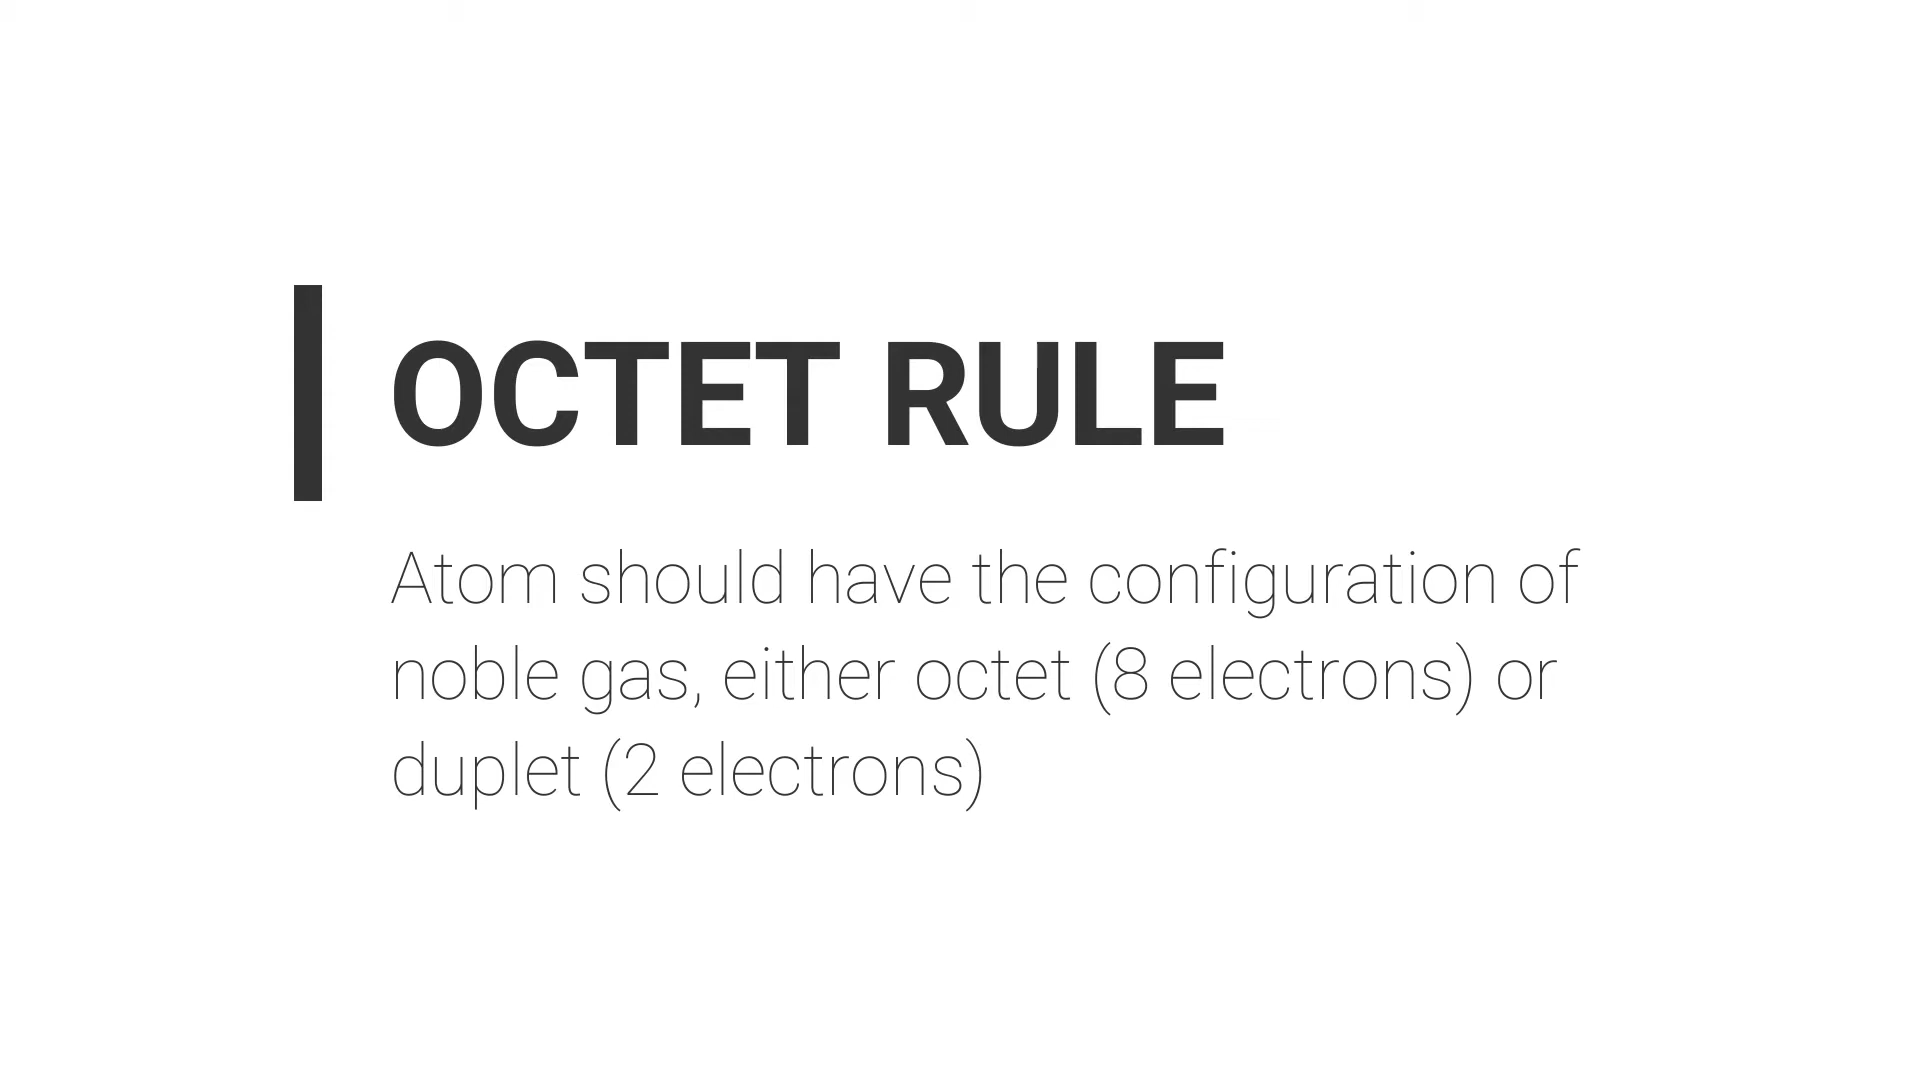 OCTET RULE
Atom should have the configuration of
noble gas, either octet (8 electrons) or
duplet (2 electrons)